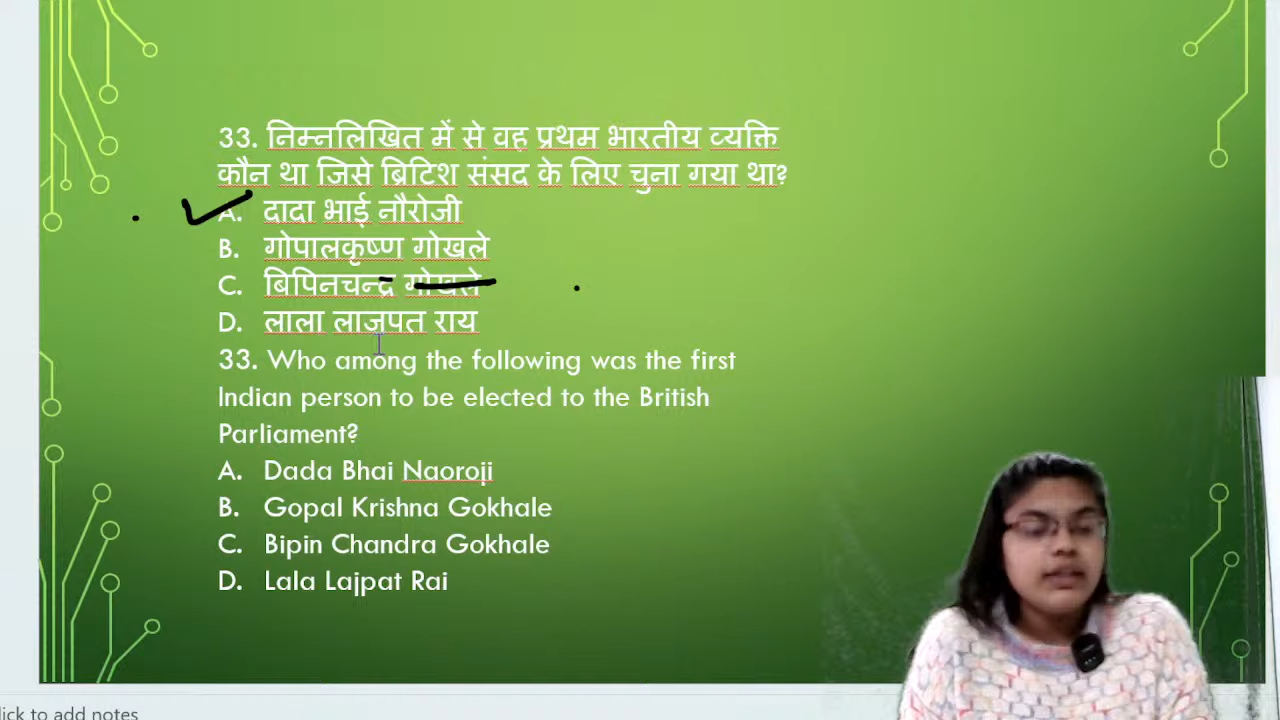 33. निम्नलिखित में से वह प्रथम भारतीय व्यक्ति
कौन था जिसे ब्रिटिश संसद के लिए चुना गया था?
A. दादा भाई नौरोजी
B. गोपालकृष्ण गोखले
C. बिपिनचन्द्र गोखले
D. लाला लाजपत राय
33. Who among the following was the first
Indian person to be elected to the British
Parliament?
A. Dada Bhai Naoroji
B. Gopal Krishna Gokhale
C. Bipin Chandra Gokhale
D. Lala Lajpat Rai
lick to add notes